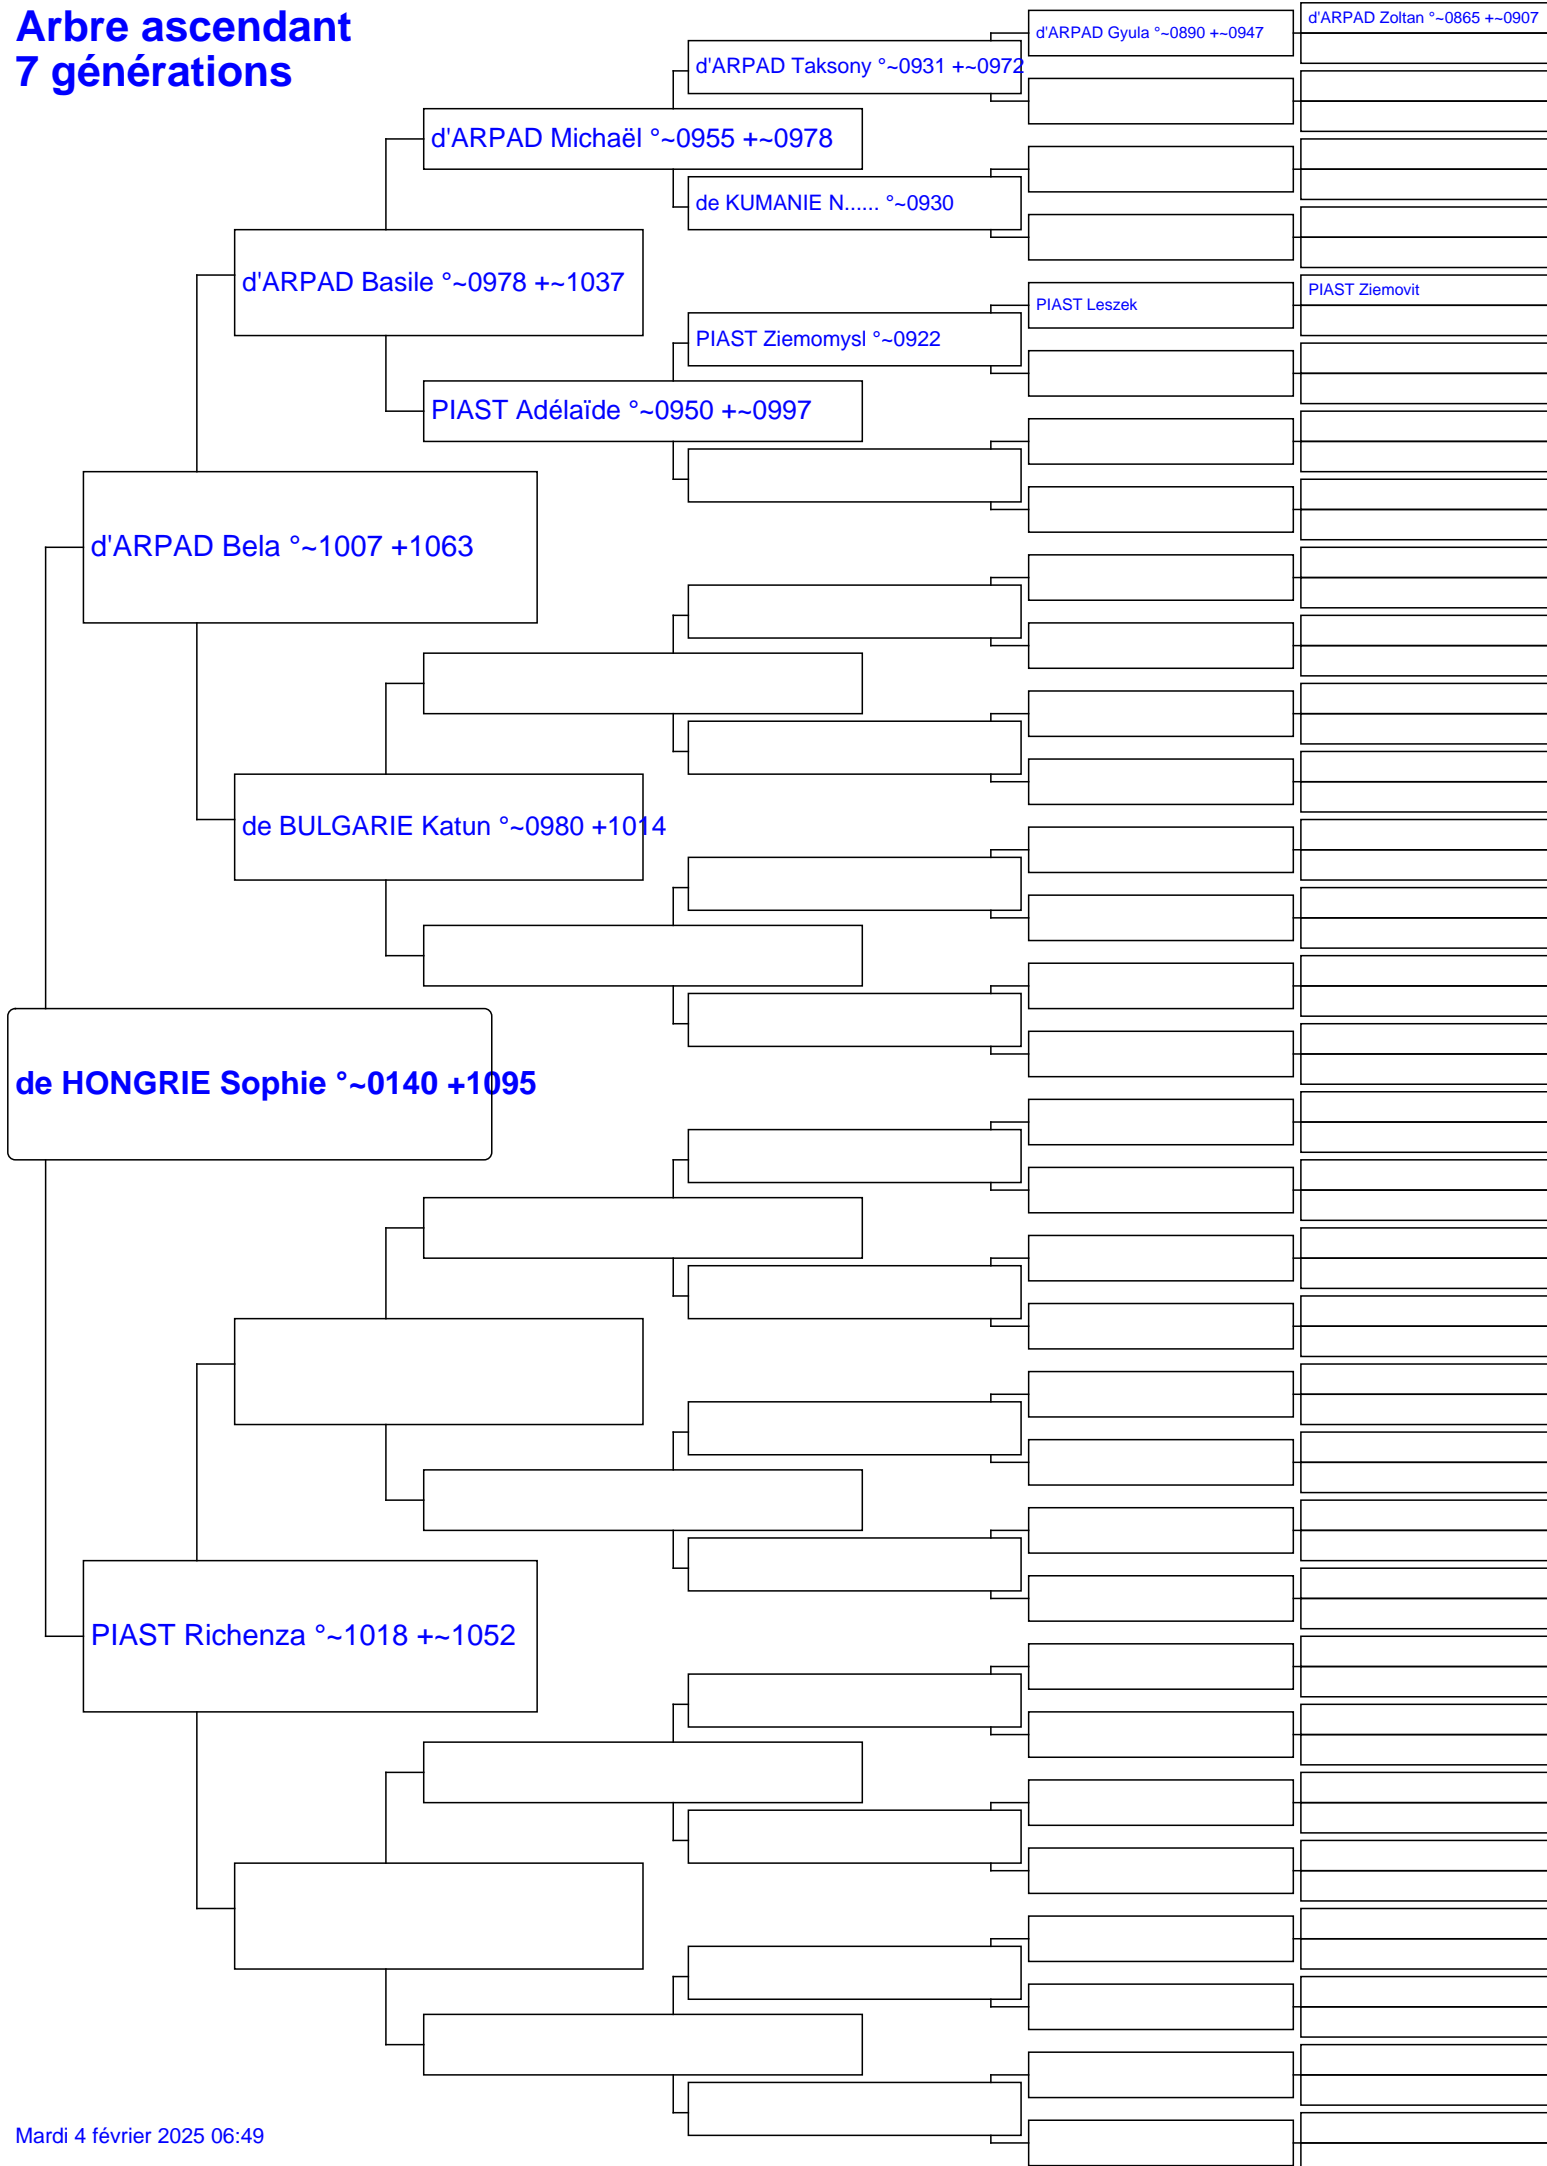 Arbre ascendant
7 générations
d'ARPAD Zoltan °~0865 +~0907
d'ARPAD Gyula °~0890 +~0947
d'ARPAD Taksony °~0931 +~0972
d'ARPAD Michaël °~0955 +~0978
de KUMANIE N...... °~0930
d'ARPAD Basile °~0978 +~1037
PIAST Ziemovit
PIAST Leszek
PIAST Ziemomysl °~0922
PIAST Adélaïde °~0950 +~0997
d'ARPAD Bela °~1007 +1063
de BULGARIE Katun °~0980 +1014
de HONGRIE Sophie °~0140 +1095
PIAST Richenza °~1018 +~1052
Mardi 4 février 2025 06:49